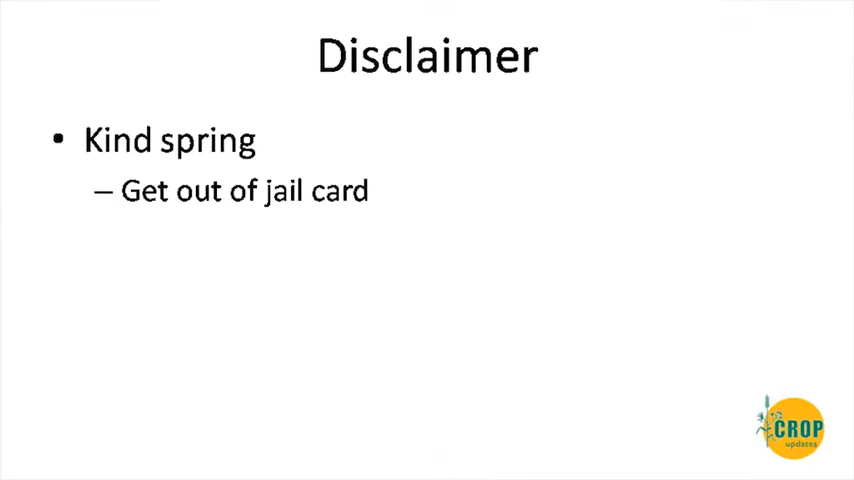 Disclaimer
• Kind spring
– Get out of jail card
CROP
updates